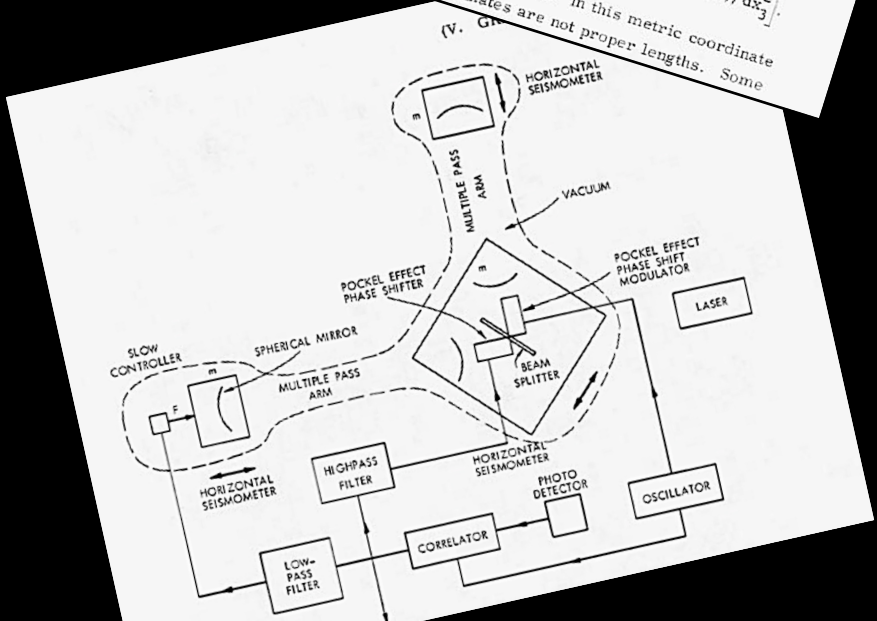 dx
3
in this metric coordinate
are not proper lengths. Some
(V.
HORIZONTAL
SEISMOMETER
m
MULTIPLE PASS
ARM
VACUUM
m
POCKEL EFFECT
PHASE SHIFT
MODULATOR
POCKEL EFFECT
PHASE SHIFTER
LASER
SLOW
CONTROLLER
SPHERICAL MIRROR
m
F
MULTIPLE PASS
ARM
BEAM
SPLITTER
HORIZONTAL
SEISMOMETER
HORIZONTAL
SEISMOMETER
HIGHPASS
FILTER
PHOTO
DETECTOR
OSCILLATOR
CORRELATOR
LOW-
PASS
FILTER